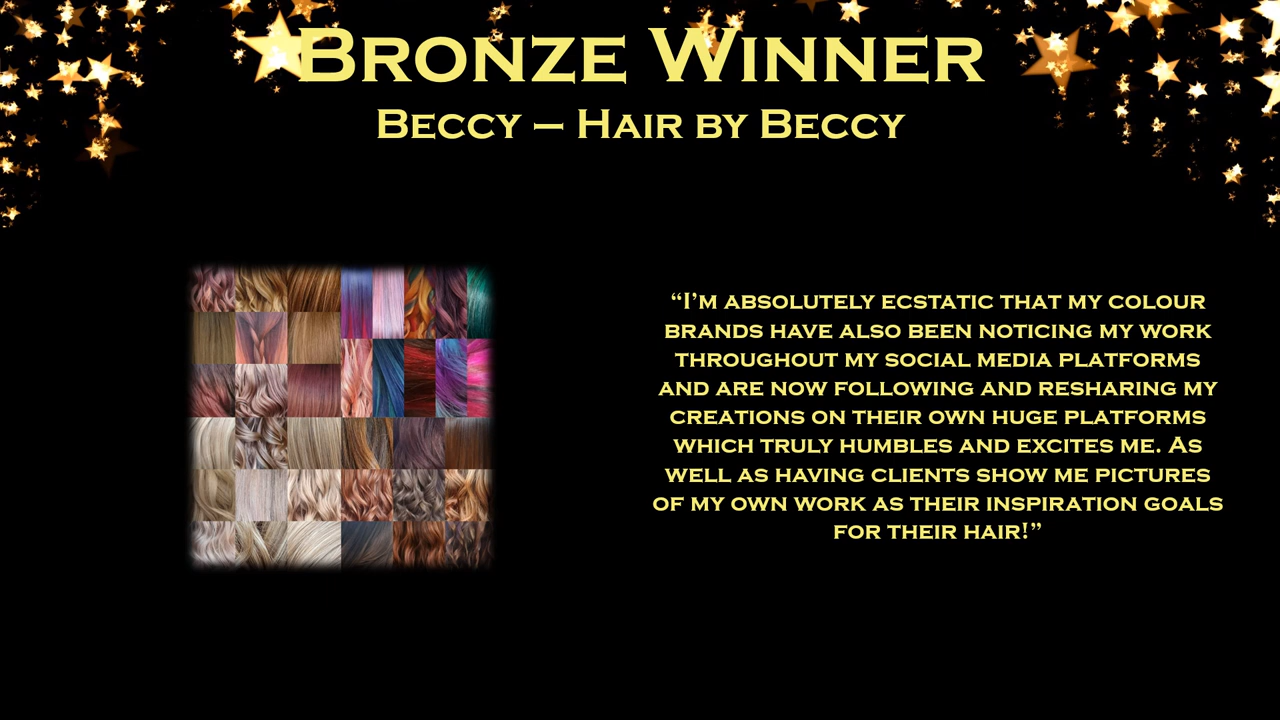 Bronze Winner
Beccy – Hair by Beccy
“I’m absolutely ecstatic that my colour
brands have also been noticing my work
throughout my social media platforms
and are now following and resharing my
creations on their own huge platforms
which truly humbles and excites me. As
well as having clients show me pictures
of my own work as their inspiration goals
for their hair!”